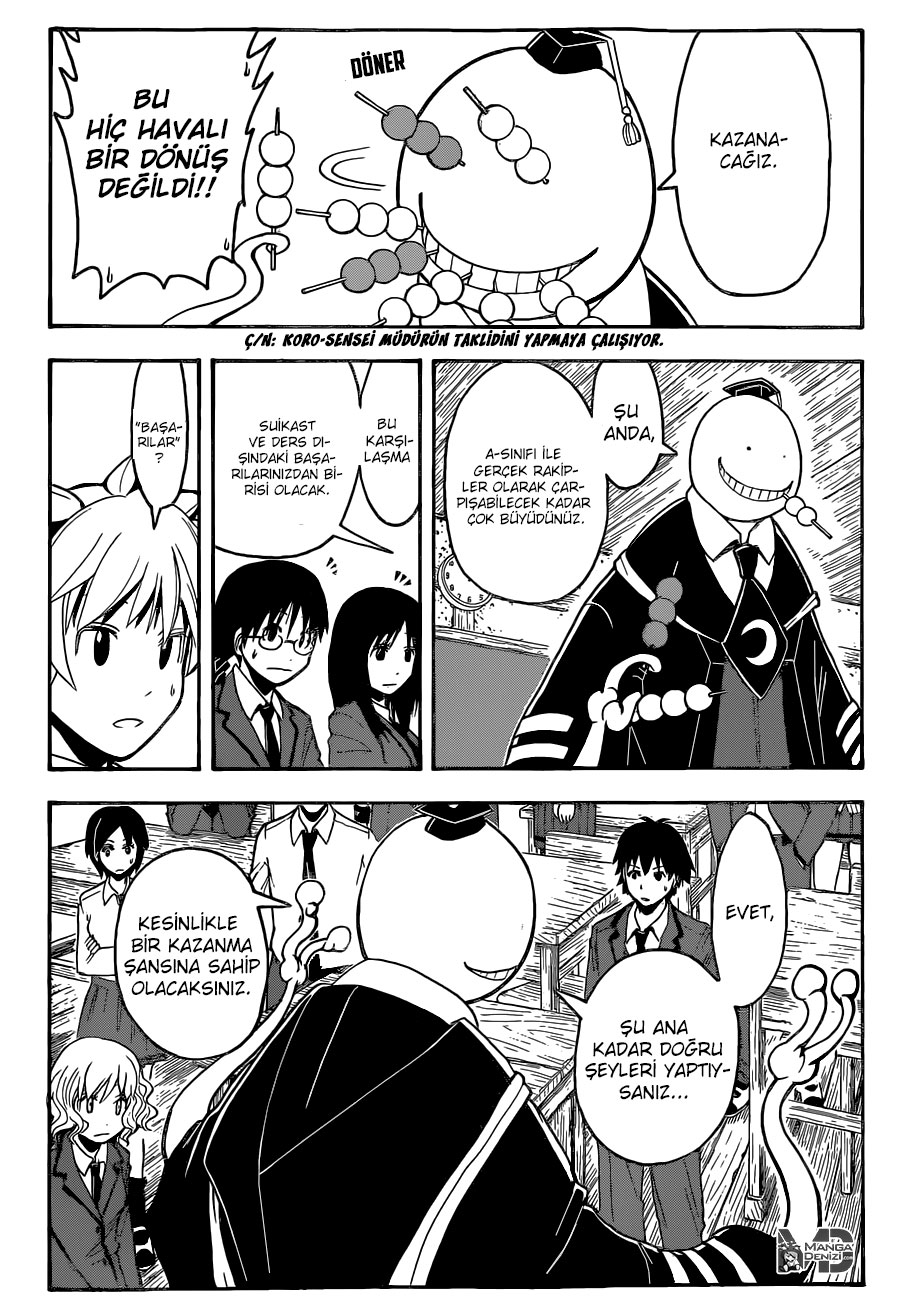 KAZANA-
CAĞIZ.
DÖNER
BU
HİÇ HAVALI
BİR DÖNÜŞ
DEĞİLDİ!!
Ç/N: KORO-SENSEİ MÜDÜRÜN TAKLİDİNİ YAPMAYA ÇALIŞIYOR.
ŞU
ANDA,
A-SINIFI İLE
GERÇEK RAKİP-
LER OLARAK ÇAR-
PIŞABİLECEK KADAR
ÇOK BÜYÜDÜNÜZ.
BU
KARŞI-
LAŞMA
SUİKAST
VE DERS DI-
ŞINDAKİ BAŞA-
RILARINIZDAN Bİ-
RİSİ OLACAK.
"BAŞA-
RILAR"
?
EVET,
ŞU ANA
KADAR DOĞRU
ŞEYLERİ YAPTIY-
SANIZ...
KESİNLİKLE
BİR KAZANMA
ŞANSINA SAHİP
OLACAKSINIZ.
MD
MANGA
DENİZİ.com